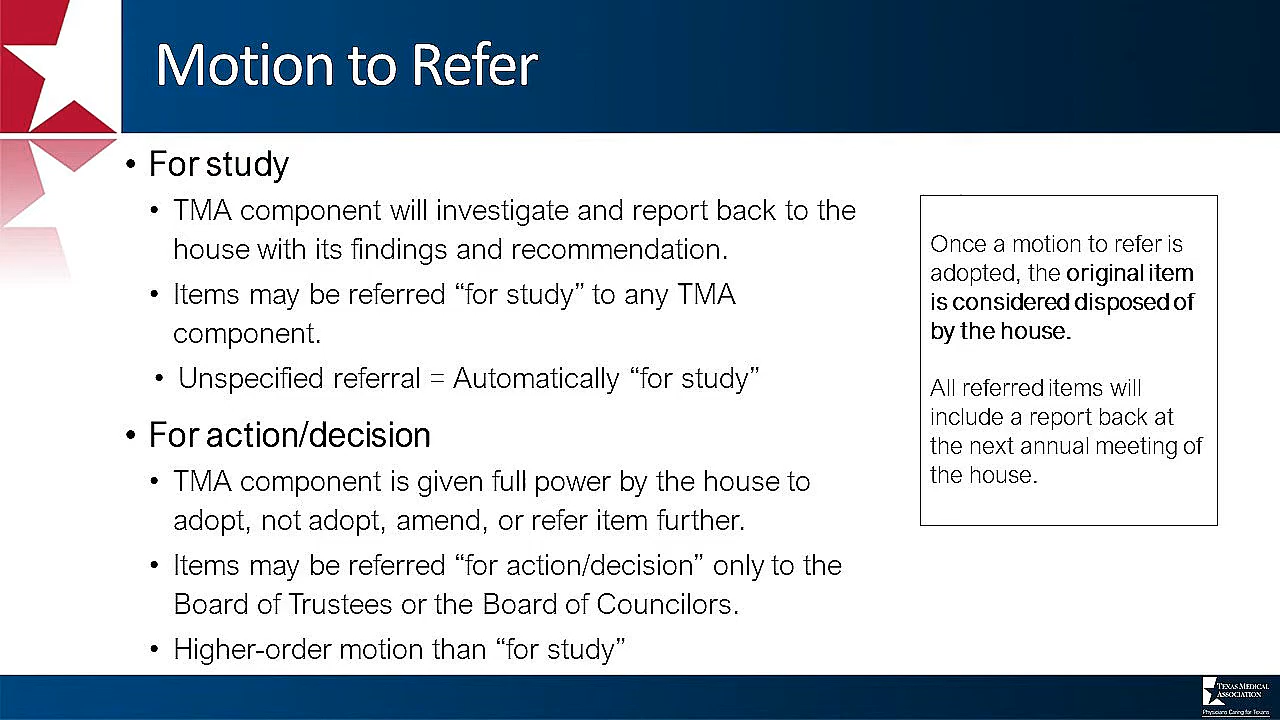 Motion to Refer
• For study
• TMA component will investigate and report back to the
house with its findings and recommendation.
• Items may be referred “for study” to any TMA
component.
• Unspecified referral = Automatically “for study”
• For action/decision
• TMA component is given full power by the house to
adopt, not adopt, amend, or refer item further.
• Items may be referred “for action/decision” only to the
Board of Trustees or the Board of Councilors.
• Higher-order motion than “for study”
Once a motion to refer is
adopted, the original item
is considered disposed of
by the house.
All referred items will
include a report back at
the next annual meeting of
the house.
TEXAS MEDICAL
ASSOCIATION
Physicians Caring for Texans